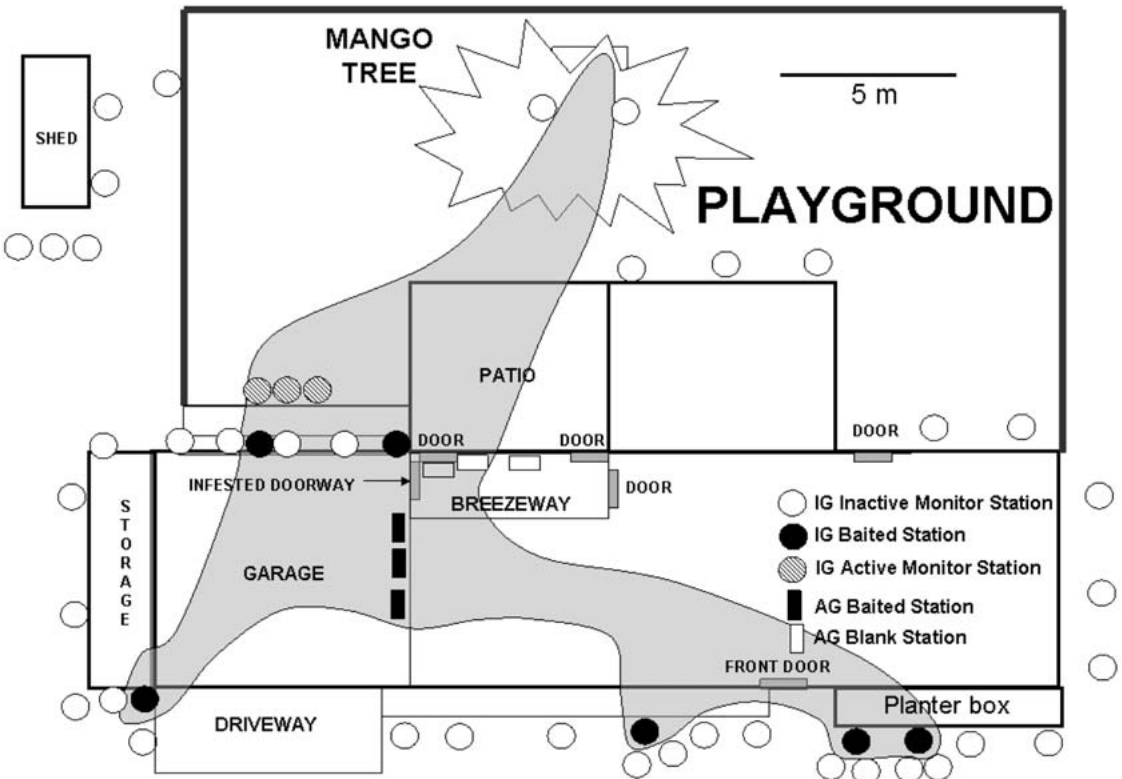 MANGO
TREE
5 m
SHED
PLAYGROUND
PATIO
DOOR
DOOR
DOOR
INFESTED DOORWAY
BREEZEWAY
DOOR
STORAGE
GARAGE
IG Inactive Monitor Station
IG Baited Station
IG Active Monitor Station
AG Baited Station
AG Blank Station
FRONT DOOR
DRIVEWAY
Planter box